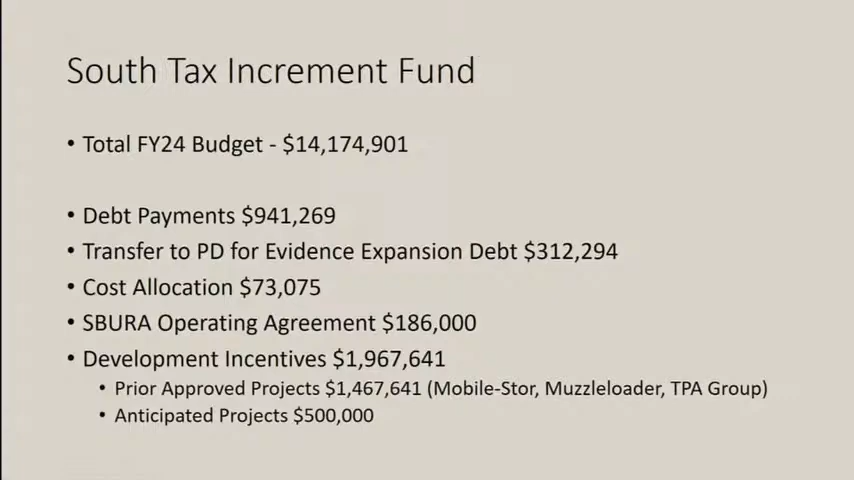 South Tax Increment Fund
• Total FY24 Budget - $14,174,901
• Debt Payments $941,269
• Transfer to PD for Evidence Expansion Debt $312,294
• Cost Allocation $73,075
• SBURA Operating Agreement $186,000
• Development Incentives $1,967,641
• Prior Approved Projects $1,467,641 (Mobile-Stor, Muzzleloader, TPA Group)
• Anticipated Projects $500,000